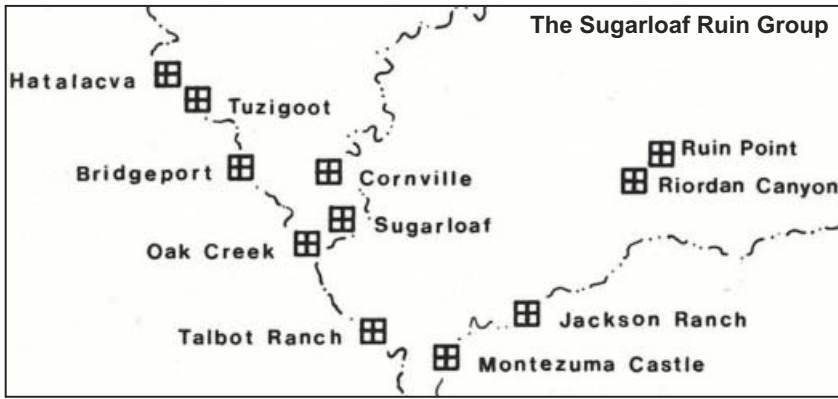 The Sugarloaf Ruin Group
Hatalacva
Tuzigoot
Bridgeport
Cornville
Ruin Point
Riordan Canyon
Sugarloaf
Oak Creek
Talbot Ranch
Jackson Ranch
Montezuma Castle